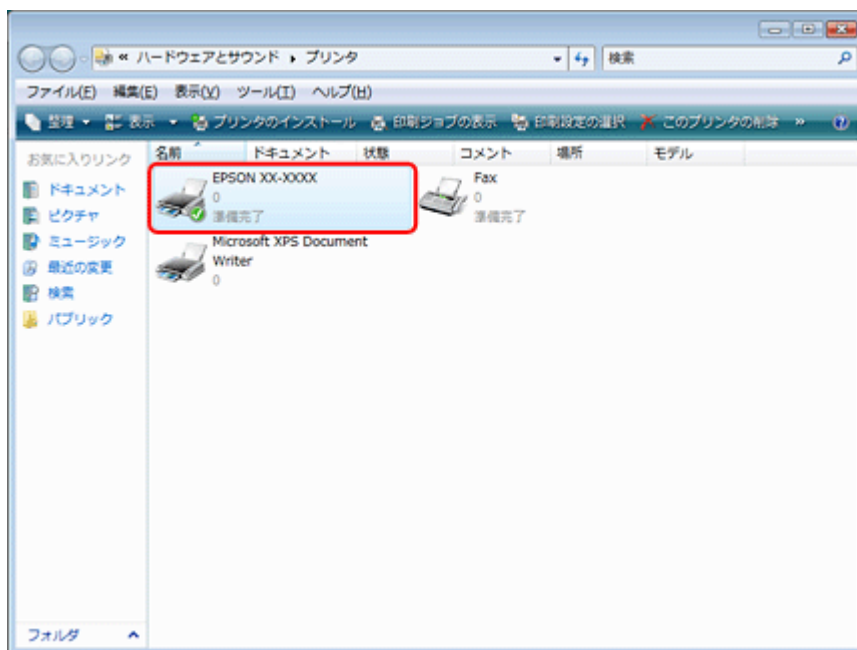 « ハードウェアとサウンド ▸ プリンタ
検索
ファイル(F) 編集(E) 表示(V) ツール(T) ヘルプ(H)
整理 表示 プリンタのインストール 印刷ジョブの表示 印刷設定の選択 このプリンタの削除 »
お気に入りリンク
ドキュメント
ピクチャ
ミュージック
最近の変更
検索
パブリック
フォルダ
名前 ドキュメント 状態 コメント 場所 モデル
EPSON XX-XXXX
0
準備完了
Fax
0
準備完了
Microsoft XPS Document
Writer
0